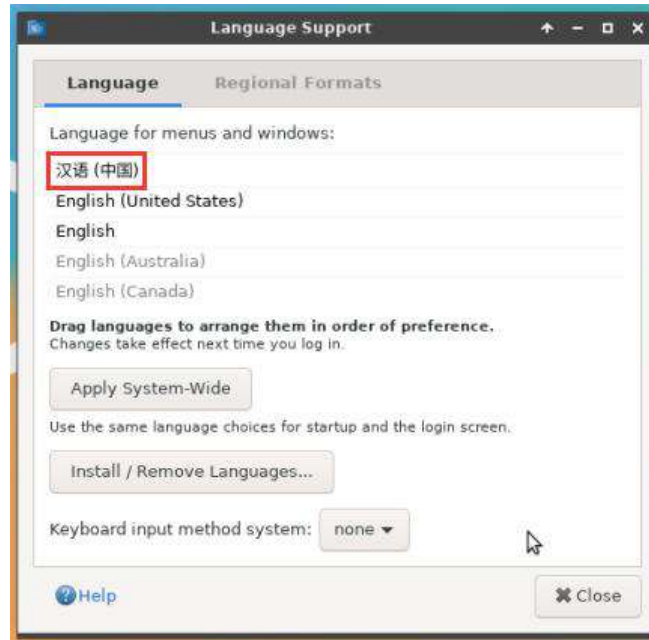 Language Support
Language Regional Formats
Language for menus and windows:
汉语 (中国)
English (United States)
English
English (Australia)
English (Canada)
Drag languages to arrange them in order of preference.
Changes take effect next time you log in.
Apply System-Wide
Use the same language choices for startup and the login screen.
Install / Remove Languages...
Keyboard input method system: none
Help Close